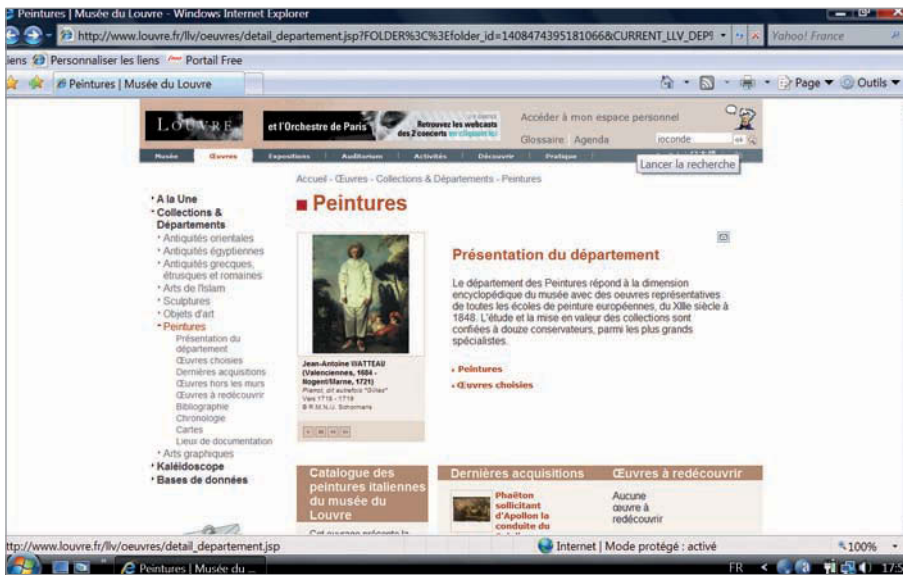 Peintures | Musée du Louvre - Windows Internet Explorer
http://www.louvre.fr/llv/oeuvres/detail_departement.jsp?FOLDER%3C%3Efolder_id=1408474395181066&CURRENT_LLV_DEP
Yahoo! France
iens Personnaliser les liens Portail Free
Peintures | Musée du Louvre
Page Outils
LOUVRE
et l'Orchestre de Paris
Retrouvez les webcasts
des 2 concerts en cliquant ici
Accéder à mon espace personnel
Glossaire Agenda
joconde ok
Musée Œuvres Expositions Auditorium Activités Découvrir Pratique
Lancer la recherche
Accueil - Œuvres - Collections & Départements - Peintures
A la Une
Collections &
Départements
Antiquités orientales
Antiquités égyptiennes
Antiquités grecques,
étrusques et romaines
Arts de l'Islam
Sculptures
Objets d'art
Peintures
Présentation du
département
Œuvres choisies
Dernières acquisitions
Œuvres hors les murs
Œuvres à redécouvrir
Bibliographie
Chronologie
Cartes
Lieux de documentation
Arts graphiques
Kaléidoscope
Bases de données
Peintures
Jean-Antoine WATTEAU
(Valenciennes, 1684 -
Nogent/Marne, 1721)
Pierrot, dit autrefois "Gilles"
Vers 1718 - 1719
Présentation du département
Le département des Peintures répond à la dimension
encyclopédique du musée avec des oeuvres représentatives
de toutes les écoles de peinture européennes, du XIIIe siècle à
1848. L'étude et la mise en valeur des collections sont
confiées à douze conservateurs, parmi les plus grands
spécialistes.
Peintures
Œuvres choisies
Catalogue des
peintures italiennes
du musée du
Louvre
Cet ouvrage présente la
Dernières acquisitions
Phaëton
sollicitant
d'Apollon la
conduite du
Œuvres à redécouvrir
Aucune
œuvre à
redécouvrir
ttp://www.louvre.fr/llv/oeuvres/detail_departement.jsp
Internet | Mode protégé : activé
100%
Peintures | Musée du ...
FR
17:5